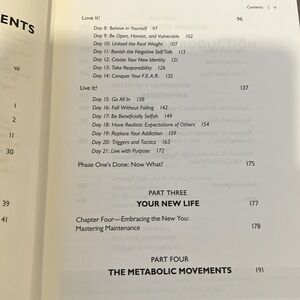 ENTS
vii
1
11
30
39
41
Contents | v
Love It! 96
Day 8: Believe in Yourself 97
Day 9: Be Open, Honest, and Vulnerable 102
Day 10: Unload the Real Weight 107
Day 11: Banish the Negative Self-Talk 113
Day 12: Create Your New Identity 121
Day 13: Take Responsibility 126
Day 14: Conquer Your F.E.A.R. 132
Live It! 137
Day 15: Go All In 138
Day 16: Fall Without Failing 142
Day 17: Be Beneficially Selfish 149
Day 18: Have Realistic Expectations of Others 154
Day 19: Replace Your Addiction 159
Day 20: Triggers and Tactics 163
Day 21: Live with Purpose 172
Phase One's Done: Now What? 175
PART THREE
YOUR NEW LIFE 177
Chapter Four—Embracing the New You:
Mastering Maintenance 178
PART FOUR
THE METABOLIC MOVEMENTS 191